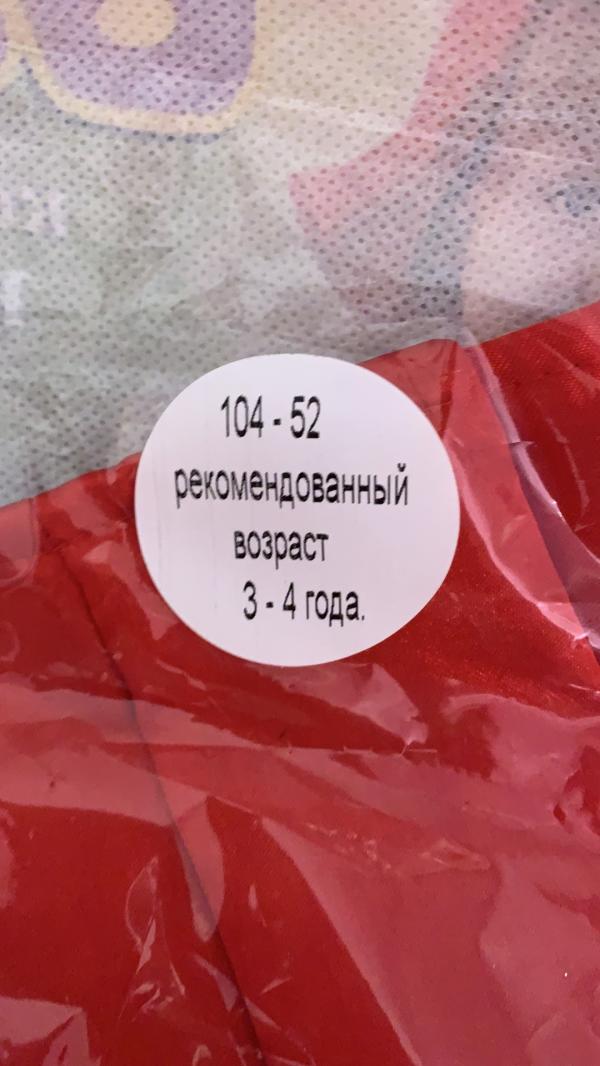 104 - 52
рекомендованный
возраст
3 - 4 года.